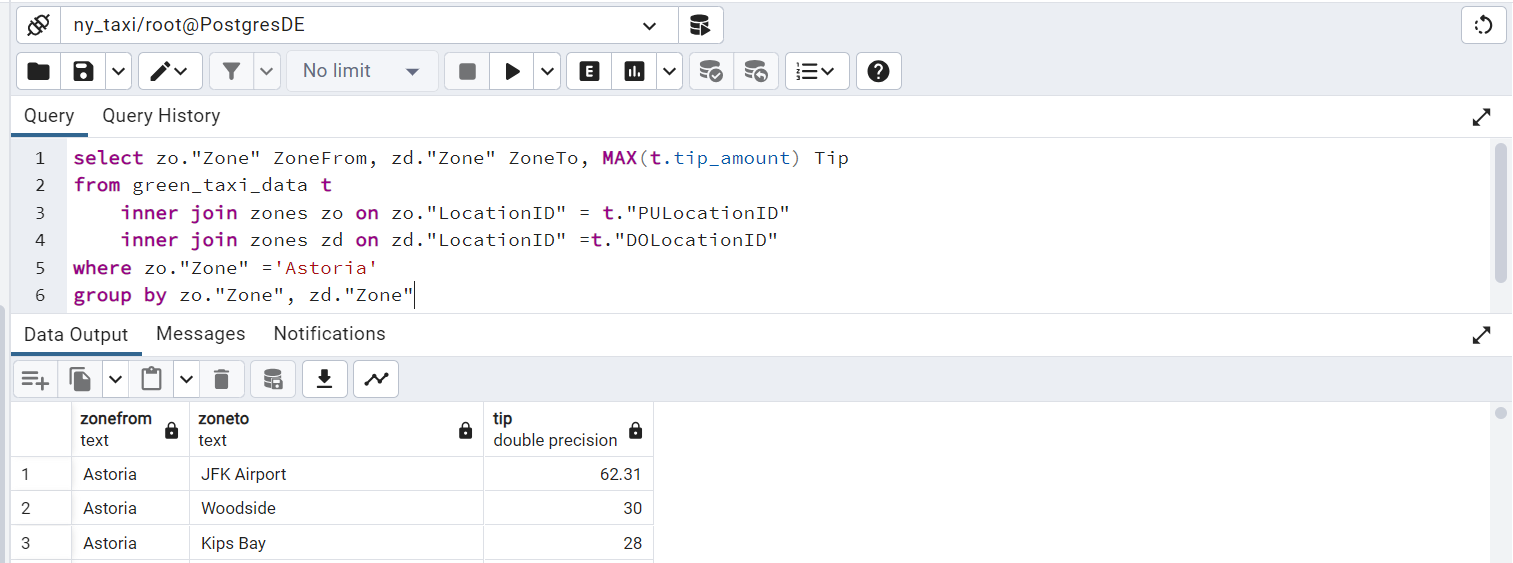 ny_taxi/root@PostgresDE
No limit
E
Query Query History
1 select zo."Zone" ZoneFrom, zd."Zone" ZoneTo, MAX(t.tip_amount) Tip
2 from green_taxi_data t
3 inner join zones zo on zo."LocationID" = t."PULocationID"
4 inner join zones zd on zd."LocationID" =t."DOLocationID"
5 where zo."Zone" ='Astoria'
6 group by zo."Zone", zd."Zone"
Data Output Messages Notifications
zonefrom zoneto tip
text text double precision
1 Astoria JFK Airport 62.31
2 Astoria Woodside 30
3 Astoria Kips Bay 28